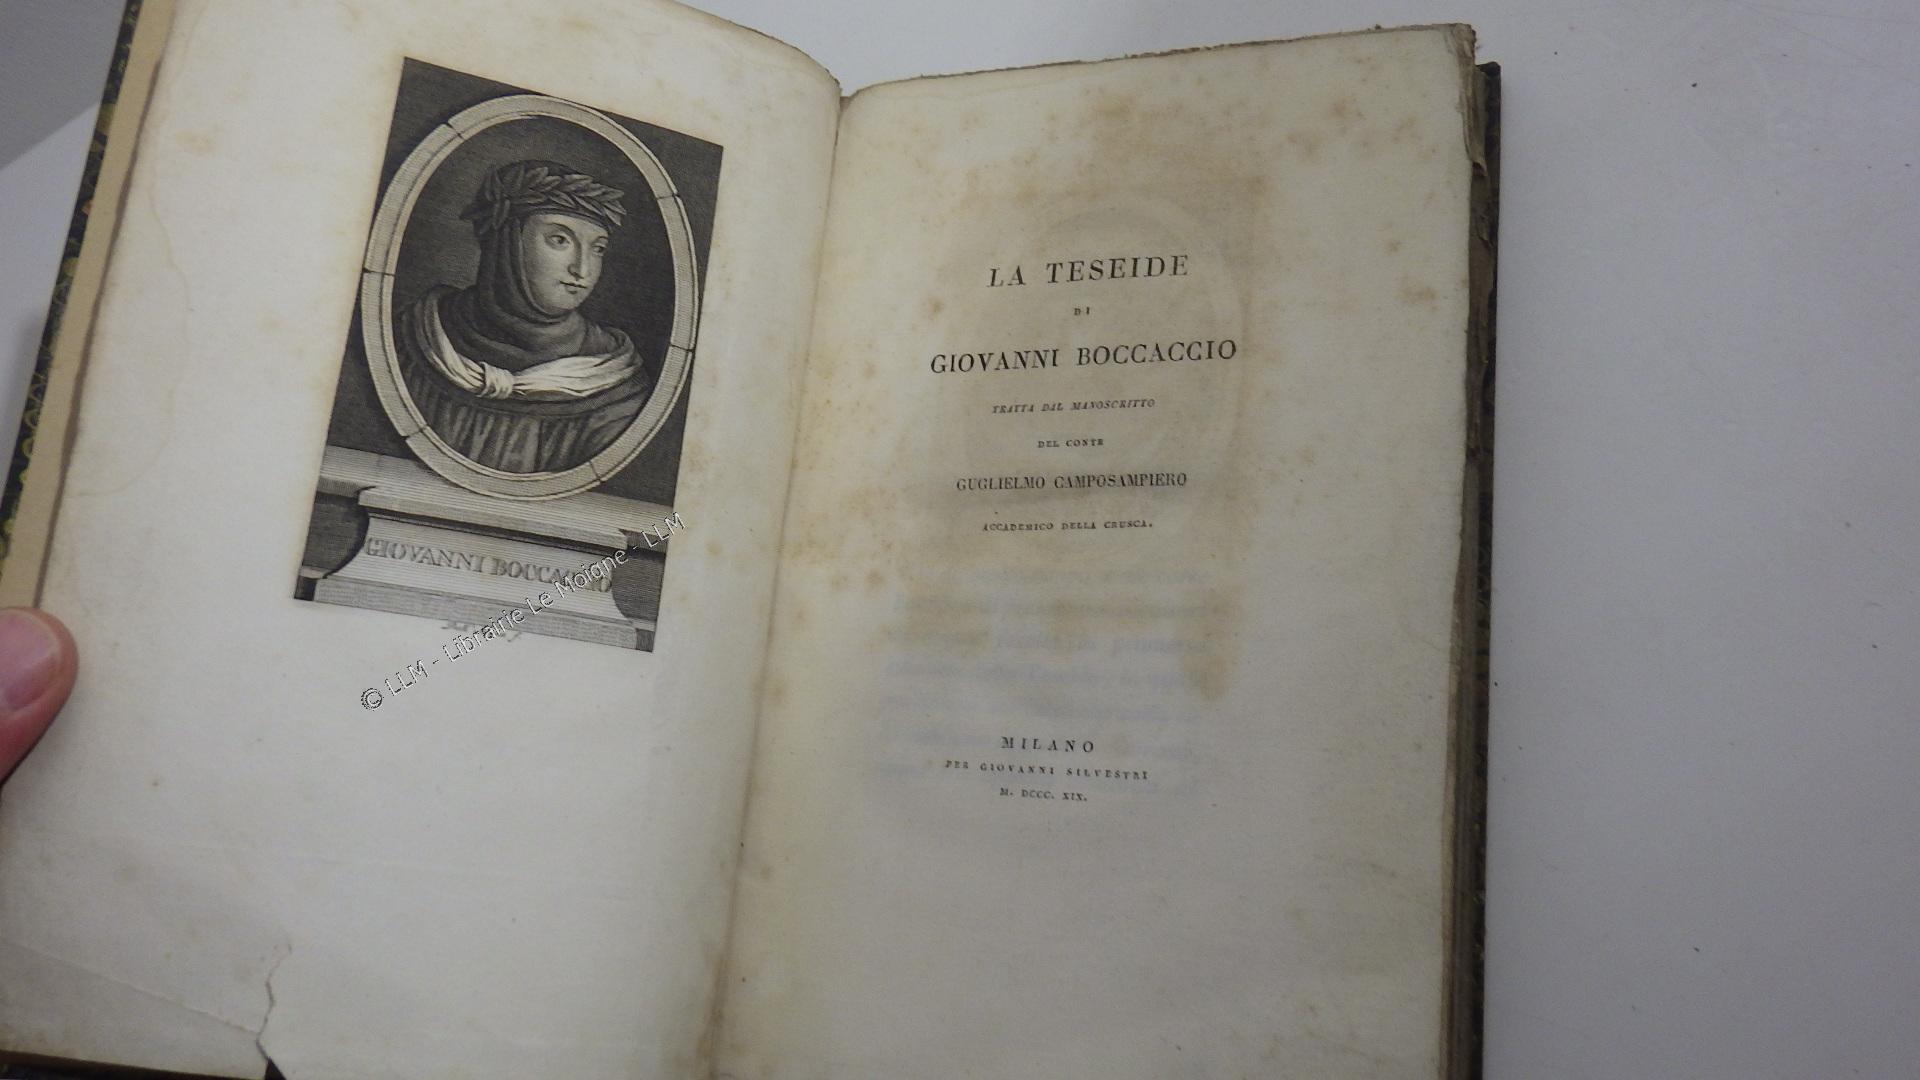 GIOVANNI BOCCACCIO
© LLM - Librairie Le Moigne - LLM
LA TESEIDE
DI
GIOVANNI BOCCACCIO
TRATTA DAL MANOSCRITTO
DEL CONTE
GUGLIELMO CAMPOSAMPIERO
ACCADEMICO DELLA CRUSCA.
MILANO
PER GIOVANNI SILVESTRI
M. DCCC. XIX.